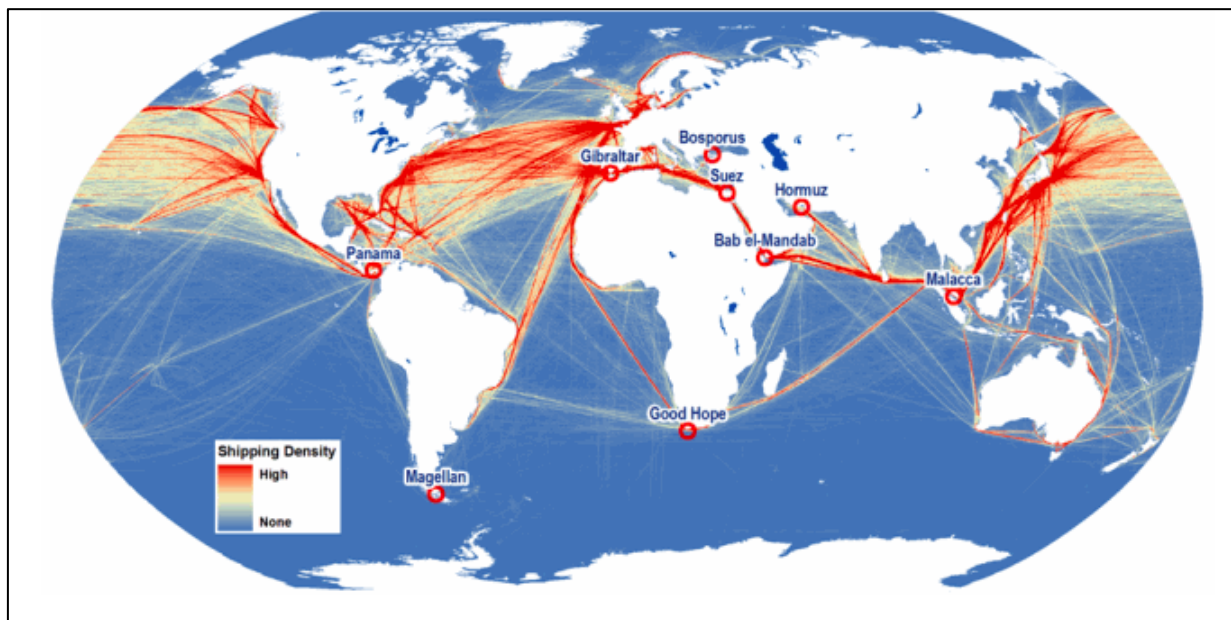 Bosporus
Gibraltar
Suez
Hormuz
Bab el-Mandab
Panama
Malacca
Good Hope
Shipping Density
High
None
Magellan